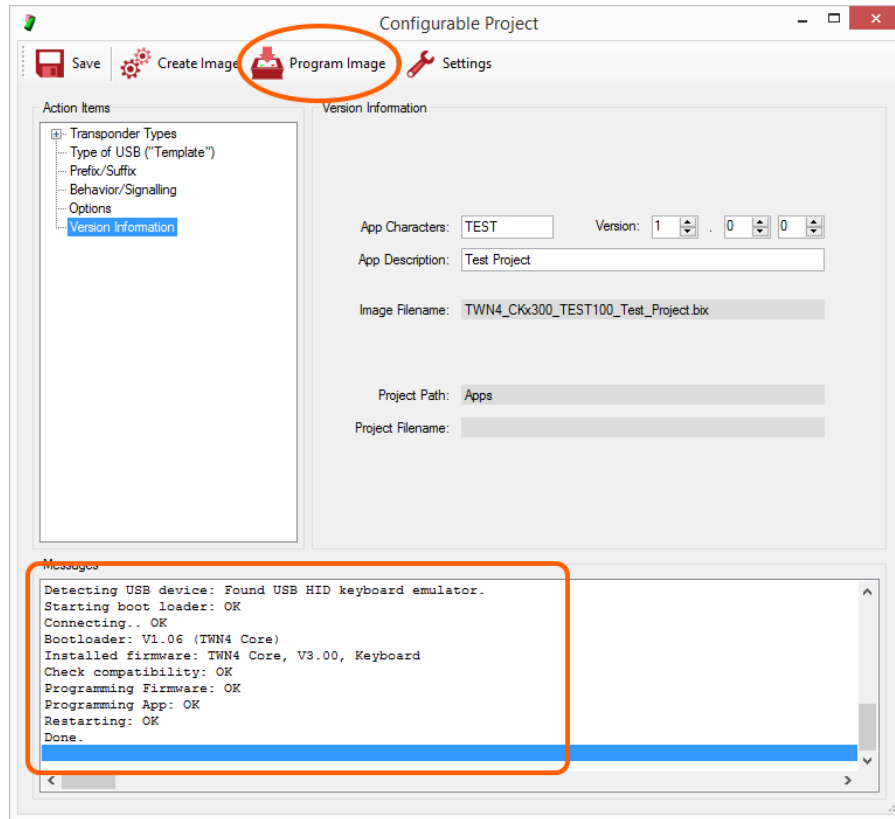 Configurable Project
Save Create Image Program Image Settings
Action Items
Transponder Types
Type of USB ("Template")
Prefix/Suffix
Behavior/Signalling
Options
Version Information
Version Information
App Characters: TEST Version: 1 . 0 0
App Description: Test Project
Image Filename: TWN4_CKx300_TEST100_Test_Project.bix
Project Path: Apps
Project Filename:
Messages
Detecting USB device: Found USB HID keyboard emulator.
Starting boot loader: OK
Connecting.. OK
Bootloader: V1.06 (TWN4 Core)
Installed firmware: TWN4 Core, V3.00, Keyboard
Check compatibility: OK
Programming Firmware: OK
Programming App: OK
Restarting: OK
Done.